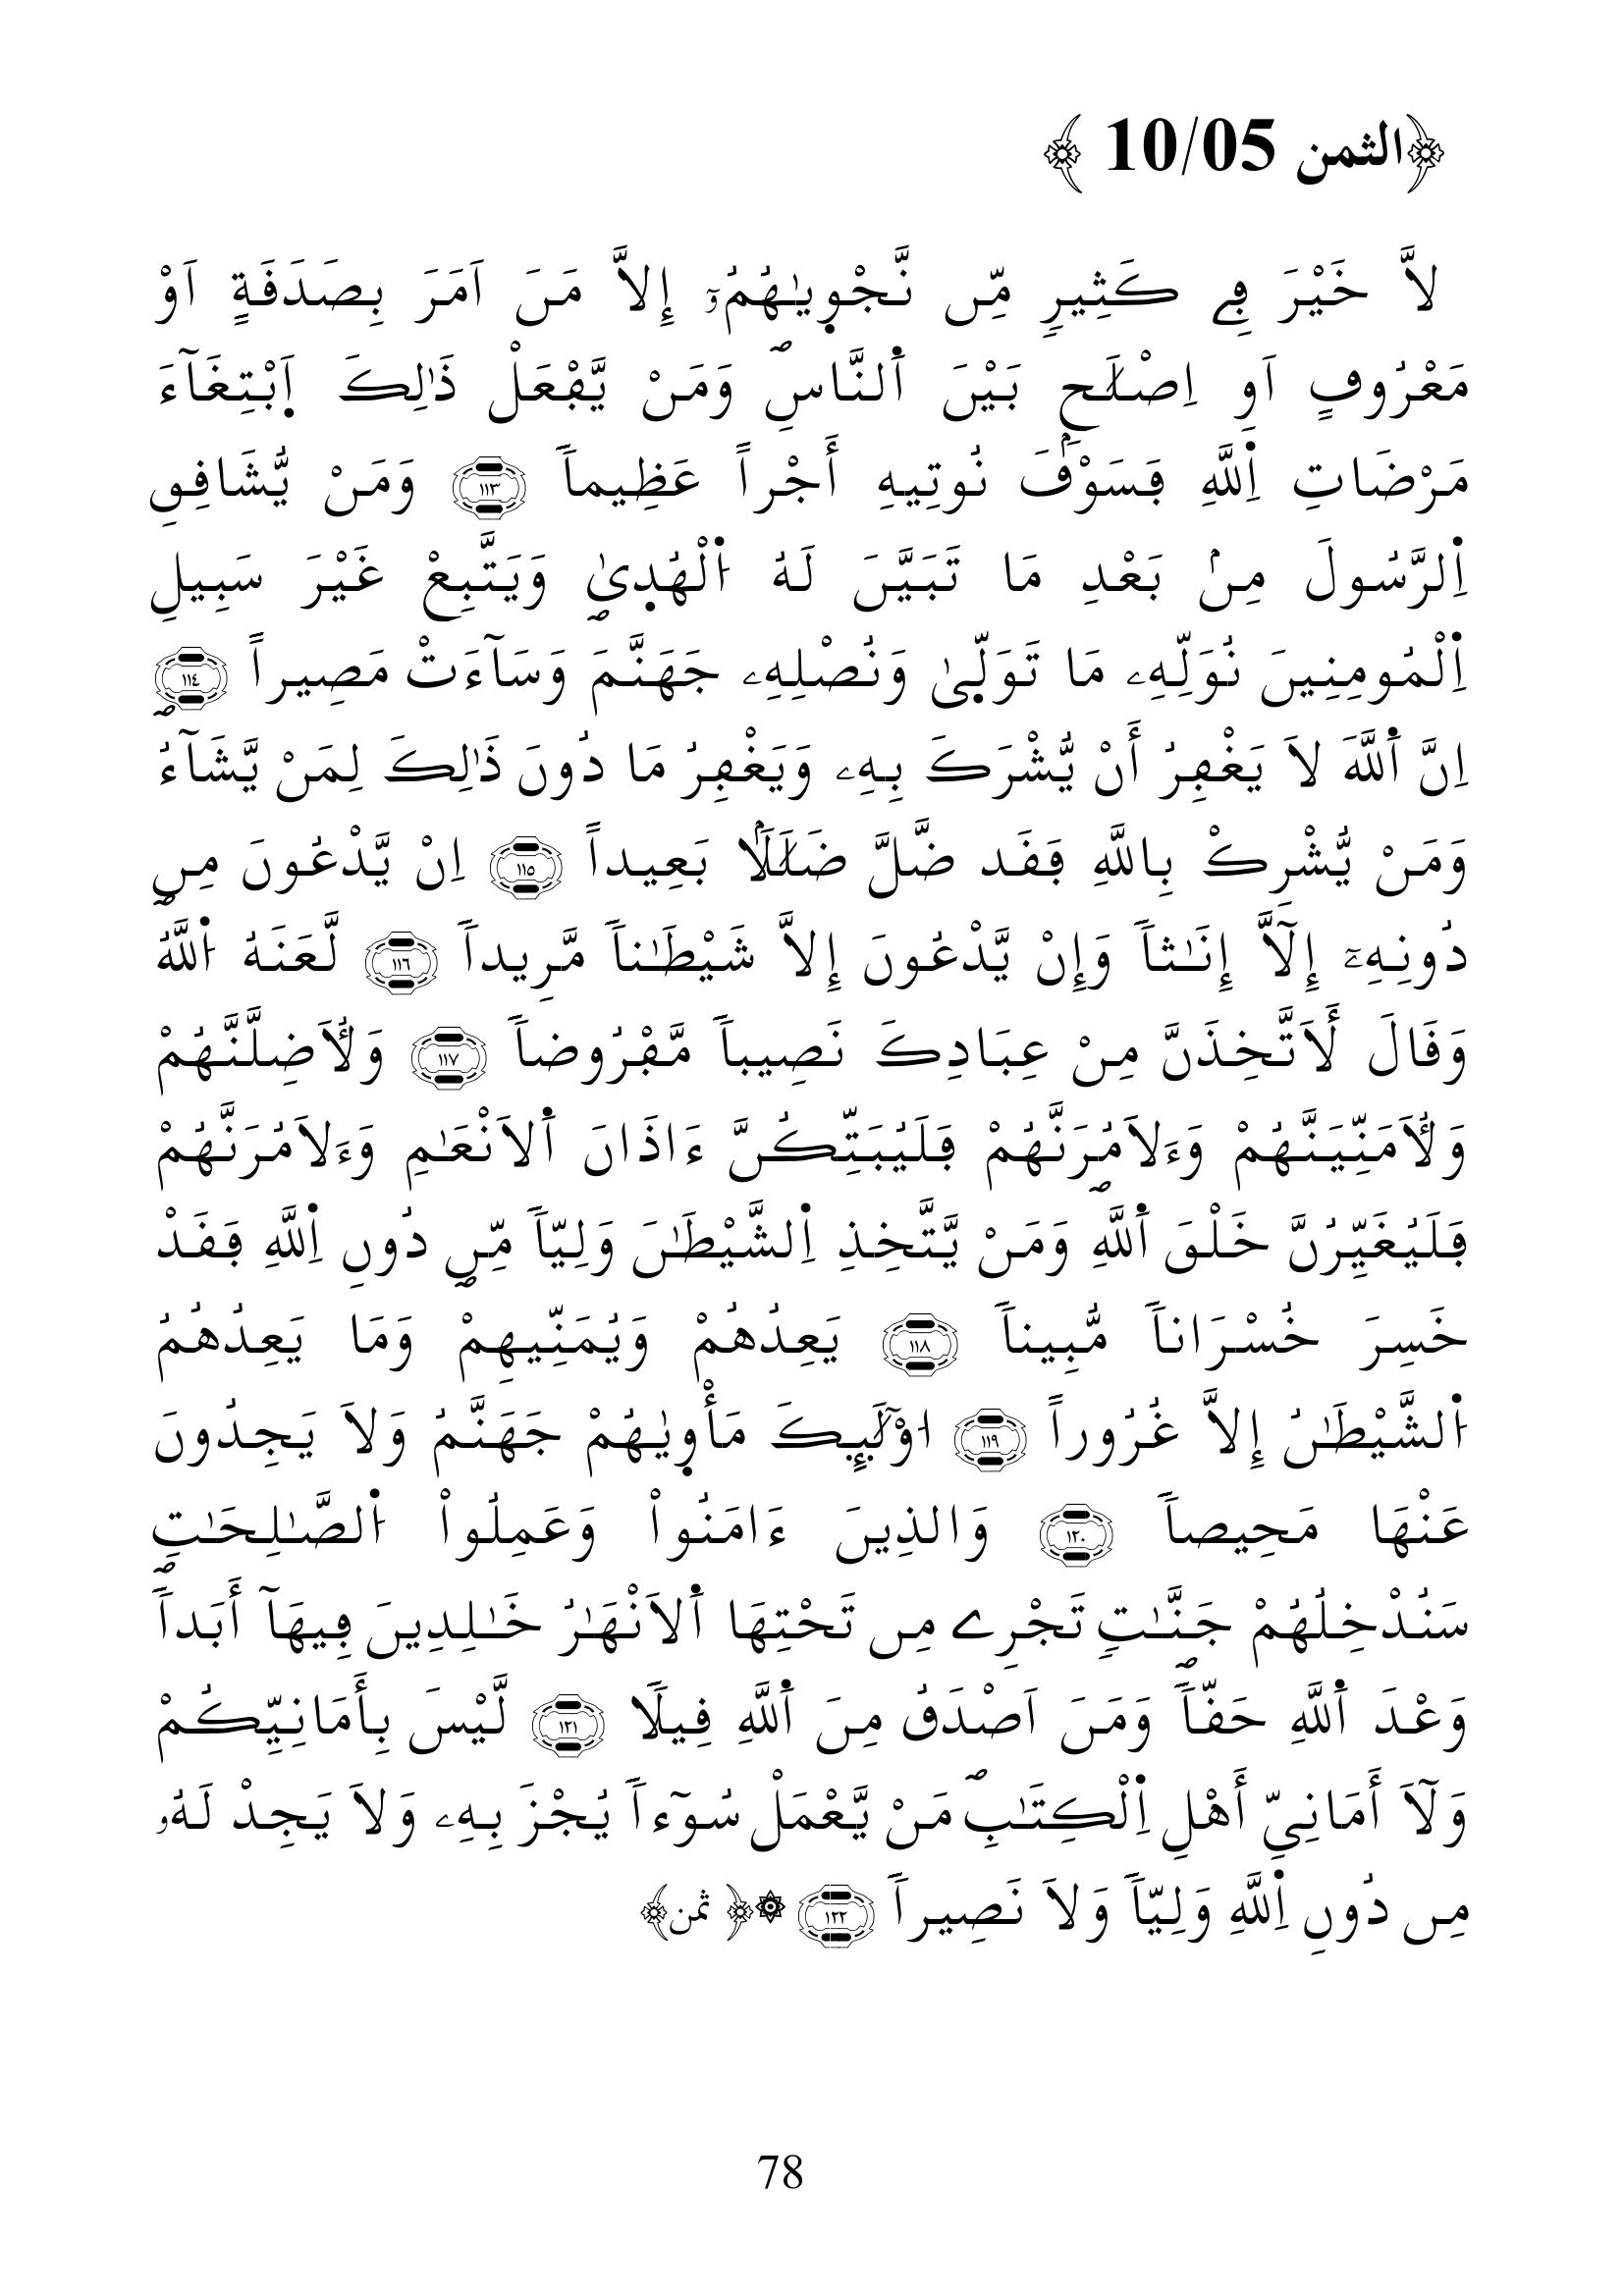 ﴿الثمن 10/05 ﴾
لاَّ خَيْرَ فِے كَثِيرٖ مِّن نَّجْوٜيٰهُمُۥٓ إِلاَّ مَنَ اَمَرَ بِصَدَفَةٍ اَوْ
مَعْرُوفٍ اَوِ اِصْلَٰحِۢ بَيْنَ اَ۬لنَّاسِۖ وَمَنْ يَّفْعَلْ ذَٰلِكَ اَ۪بْتِغَآءَ
مَرْضَاتِ اِ۬للَّهِ فَسَوْفَ نُوتِيهِ أَجْراً عَظِيماٗ ١١٣ وَمَنْ يُّشَافِقِ
اِ۬لرَّسُولَ مِنۢ بَعْدِ مَا تَبَيَّنَ لَهُ اُ۬لْهُدٜيٰ وَيَتَّبِعْ غَيْرَ سَبِيلِ
اِ۬لْمُومِنِينَ نُوَلِّهِۦ مَا تَوَلّٜيٰ وَنُصْلِهِۦ جَهَنَّمَۖ وَسَآءَتْ مَصِيراًۖ ١١٤
اِنَّ اَ۬للَّهَ لاَ يَغْفِرُ أَنْ يُّشْرَكَ بِهِۦ وَيَغْفِرُ مَا دُونَ ذَٰلِكَ لِمَنْ يَّشَآءُۖ
وَمَنْ يُّشْرِكْ بِاللَّهِ فَفَد ضَّلَّ ضَلَٰلاَۢ بَعِيداًۖ ١١٥ اِنْ يَّدْعُونَ مِن
دُونِهِۦٓ إِلَّآ إِنَٰثاٗ وَإِنْ يَّدْعُونَ إِلاَّ شَيْطَٰناٗ مَّرِيداٗ ١١٦ لَّعَنَهُ اُ۬للَّهُۖ
وَفَالَ لََأَتَّخِذَنَّ مِنْ عِبَادِكَ نَصِيباٗ مَّفْرُوضاٗ ١١٧ وَلُأَضِلَّنَّهُمْ
وَلُأَمَنِّيَنَّهُمْ وَءَلاَمُرَنَّهُمْ فَلَيُبَتِّكُنَّ ءَاذَانَ اَ۬لاَنْعَٰمِ وَءَلاَمُرَنَّهُمْ
فَلَيُغَيِّرُنَّ خَلْقَ اَ۬للَّهِۖ وَمَنْ يَّتَّخِذِ اِ۬لشَّيْطَٰنَ وَلِيّاٗ مِّن دُونِ اِ۬للَّهِ فَفَدْ
خَسِرَ خُسْرَاناٗ مُّبِيناٗ ١١٨ يَعِدُهُمْ وَيُمَنِّيهِمْۖ وَمَا يَعِدُهُمُ
اُ۬لشَّيْطَٰنُ إِلاَّ غُرُوراًۖ ١١٩ اُوْلَٰٓئِكَ مَأْوٜيٰهُمْ جَهَنَّمُ وَلاَ يَجِدُونَ
عَنْهَا مَحِيصاٗ ١٢٠ وَالذِينَ ءَامَنُواْ وَعَمِلُواْ اُ۬لصَّٰلِحَٰتِ
سَنُدْخِلُهُمْ جَنَّٰتٖ تَجْرِے مِن تَحْتِهَا اَ۬لاَنْهَٰرُ خَٰلِدِينَ فِيهَآ أَبَداٗۖ
وَعْدَ اَ۬للَّهِ حَفّاٗۖ وَمَنَ اَصْدَقُ مِنَ اَ۬للَّهِ فِيلًا ١٢١ لَّيْسَ بِأَمَانِيِّكُمْ
وَلَآ أَمَانِيِّ أَهْلِ اِ۬لْكِتَٰبِۖ مَنْ يَّعْمَلْ سُوٓءاٗ يُجْزَ بِهِۦ وَلاَ يَجِدْ لَهُۥ
مِن دُونِ اِ۬للَّهِ وَلِيّاٗ وَلاَ نَصِيراٗ ١٢٢ ۞﴿ ثمن﴾
78